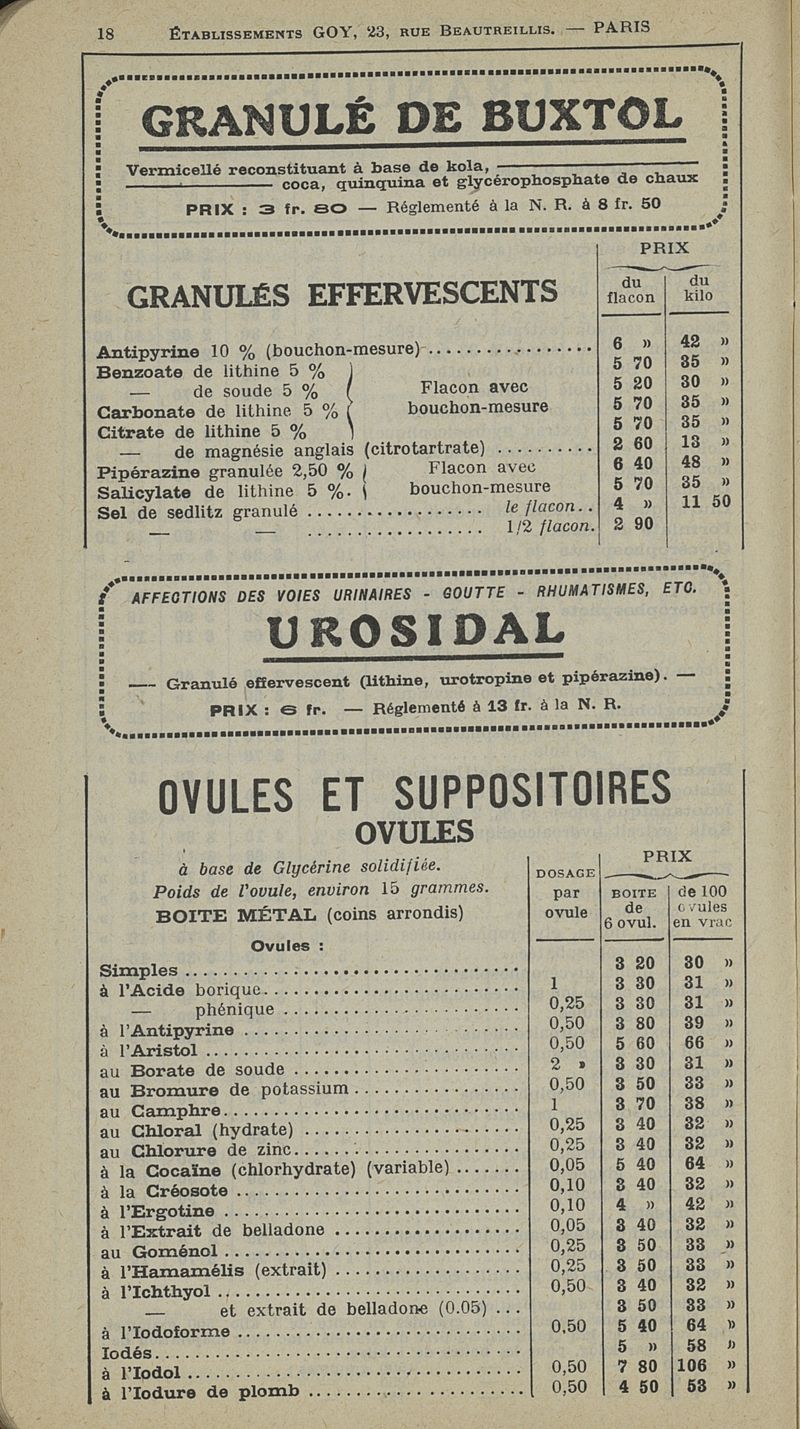 18 ÉTABLISSEMENTS GOY, 23, RUE BEAUTREILLIS. — PARIS
GRANULÉ DE BUXTOL
Vermicellé reconstituant à base de kola,
coca, quinquina et glycérophosphate de chaux
PRIX : 3 fr. 80 — Réglementé à la N. R. à 8 fr. 50
PRIX
GRANULÉS EFFERVESCENTS
du flacon
du kilo
Antipyrine 10 % (bouchon-mesure) ................. 6 » 42 »
Benzoate de lithine 5 % 5 70 35 »
— de soude 5 % Flacon avec 5 20 30 »
Carbonate de lithine 5 % bouchon-mesure 5 70 35 »
Citrate de lithine 5 % 5 70 35 »
— de magnésie anglais (citrotartrate) .......... 2 60 13 »
Pipérazine granulée 2,50 % Flacon avec 6 40 48 »
Salicylate de lithine 5 %. bouchon-mesure 5 70 35 »
Sel de sedlitz granulé .................. le flacon.. 4 » 11 50
— — .................. 1/2 flacon. 2 90
AFFECTIONS DES VOIES URINAIRES - GOUTTE - RHUMATISMES, ETC.
UROSIDAL
— Granulé effervescent (lithine, urotropine et pipérazine). —
PRIX : 6 fr. — Réglementé à 13 fr. à la N. R.
OVULES ET SUPPOSITOIRES
OVULES
à base de Glycérine solidifiée.
Poids de l'ovule, environ 15 grammes.
BOITE MÉTAL (coins arrondis)
Ovules :
DOSAGE
par
ovule
PRIX
BOITE
de
6 ovul.
de 100
ovules
en vrac
Simples .................................... 3 20 30 »
à l'Acide borique........................... 1 3 30 31 »
— phénique ......................... 0,25 3 30 31 »
à l'Antipyrine ............................. 0,50 3 80 39 »
à l'Aristol ................................. 0,50 5 60 66 »
au Borate de soude ........................ 2 » 3 30 31 »
au Bromure de potassium ................. 0,50 3 50 33 »
au Camphre............................... 1 3 70 38 »
au Chloral (hydrate) ....................... 0,25 3 40 32 »
au Chlorure de zinc........................ 0,25 3 40 32 »
à la Cocaïne (chlorhydrate) (variable) ....... 0,05 5 40 64 »
à la Créosote .............................. 0,10 3 40 32 »
à l'Ergotine ............................... 0,10 4 » 42 »
à l'Extrait de belladone .................... 0,05 3 40 32 »
au Goménol ............................... 0,25 3 50 33 »
à l'Hamamélis (extrait) .................... 0,25 3 50 33 »
à l'Ichthyol ................................ 0,50 3 40 32 »
— et extrait de belladone (0.05) ... 3 50 33 »
à l'Iodoforme .............................. 0,50 5 40 64 »
Iodés....................................... 5 » 58 »
à l'Iodol ................................... 0,50 7 80 106 »
à l'Iodure de plomb ....................... 0,50 4 50 53 »